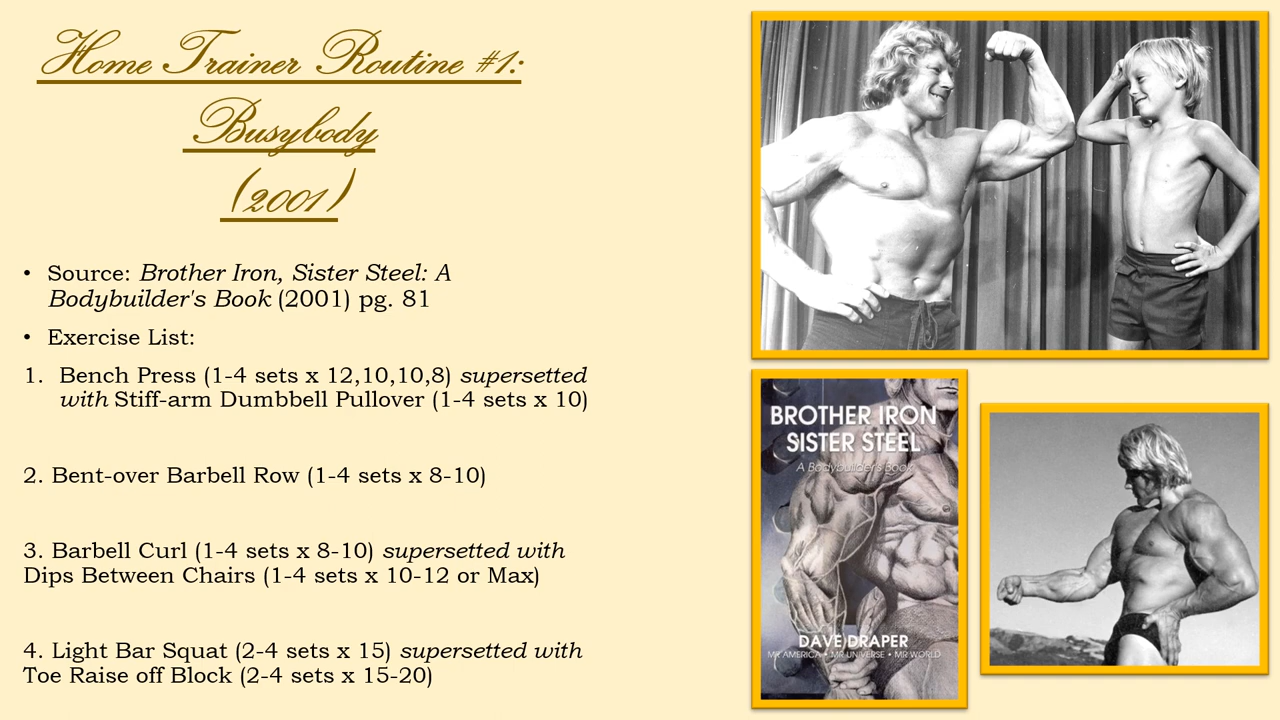 Home Trainer Routine #1:
Busybody
(2001)
• Source: Brother Iron, Sister Steel: A
Bodybuilder's Book (2001) pg. 81
• Exercise List:
1. Bench Press (1-4 sets x 12,10,10,8) supersetted
with Stiff-arm Dumbbell Pullover (1-4 sets x 10)
2. Bent-over Barbell Row (1-4 sets x 8-10)
3. Barbell Curl (1-4 sets x 8-10) supersetted with
Dips Between Chairs (1-4 sets x 10-12 or Max)
4. Light Bar Squat (2-4 sets x 15) supersetted with
Toe Raise off Block (2-4 sets x 15-20)
BROTHER IRON
SISTER STEEL
A Bodybuilder's Book
DAVE DRAPER
MR AMERICA • MR UNIVERSE • MR WORLD